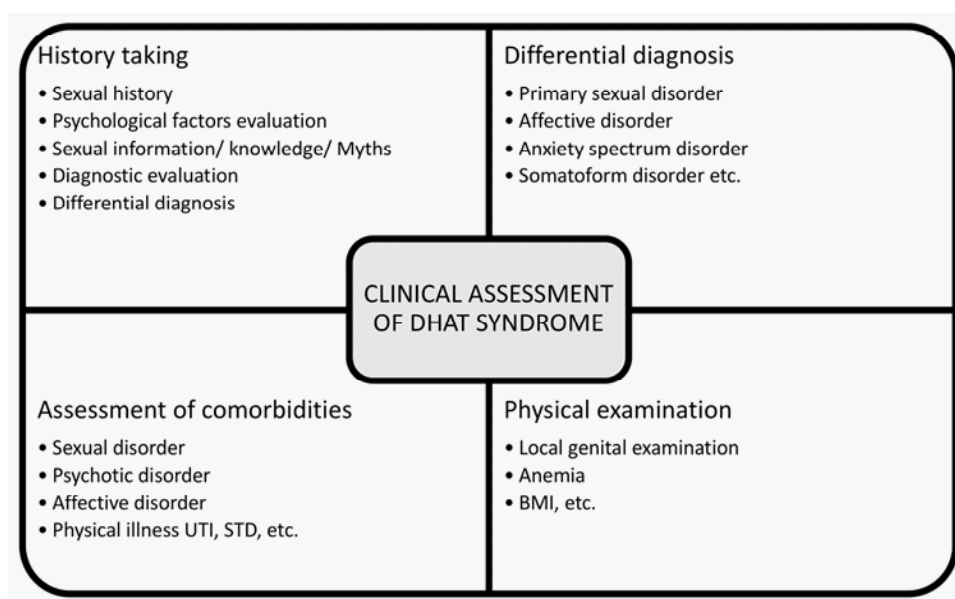 History taking
• Sexual history
• Psychological factors evaluation
• Sexual information/ knowledge/ Myths
• Diagnostic evaluation
• Differential diagnosis
Differential diagnosis
• Primary sexual disorder
• Affective disorder
• Anxiety spectrum disorder
• Somatoform disorder etc.
CLINICAL ASSESSMENT
OF DHAT SYNDROME
Assessment of comorbidities
• Sexual disorder
• Psychotic disorder
• Affective disorder
• Physical illness UTI, STD, etc.
Physical examination
• Local genital examination
• Anemia
• BMI, etc.